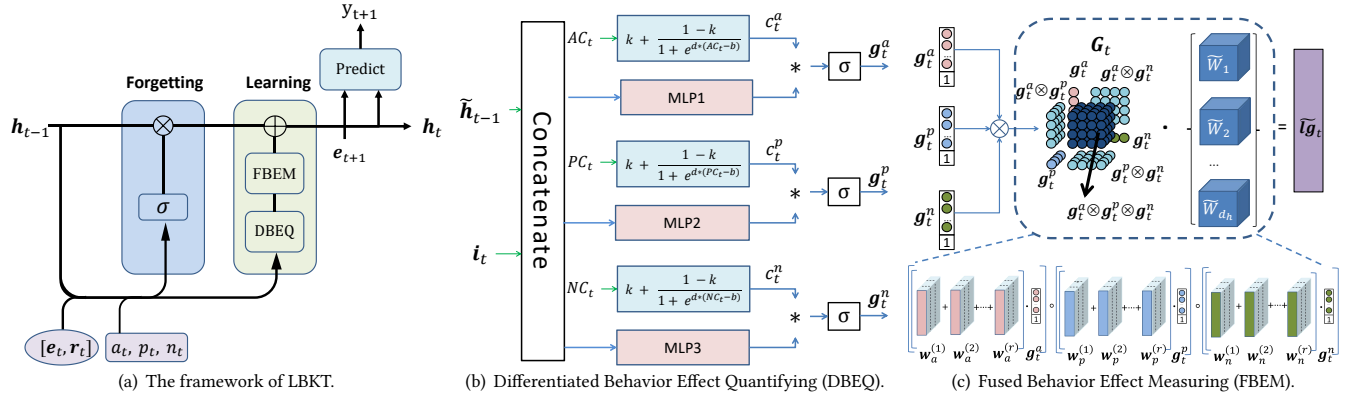 y_{t+1}
Predict
Forgetting
Learning
h_{t-1}
⊗
⊕
h_t
e_{t+1}
FBEM
σ
DBEQ
[e_t, r_t]
a_t, p_t, n_t
(a) The framework of LBKT.
h̃_{t-1}
i_t
Concatenate
AC_t
k + (1 − k) / (1 + e^{d*(AC_t−b)})
c_t^a
MLP1
*
σ
g_t^a
PC_t
k + (1 − k) / (1 + e^{d*(PC_t−b)})
c_t^p
MLP2
*
σ
g_t^p
NC_t
k + (1 − k) / (1 + e^{d*(NC_t−b)})
c_t^n
MLP3
*
σ
g_t^n
(b) Differentiated Behavior Effect Quantifying (DBEQ).
g_t^a
...
1
g_t^p
...
1
g_t^n
...
1
⊗
G_t
g_t^a
g_t^a⊗g_t^n
g_t^a⊗g_t^p
g_t^n
g_t^p
g_t^p⊗g_t^n
g_t^a⊗g_t^p⊗g_t^n
·
W̃_1
W̃_2
...
W̃_{d_h}
=
l̃g_t
+ + ····· + · 1 ∘ + + ····· + · 1 ∘ + + ····· + · 1
w_a^{(1)} w_a^{(2)} w_a^{(r)} g_t^a w_p^{(1)} w_p^{(2)} w_p^{(r)} g_t^p w_n^{(1)} w_n^{(2)} w_n^{(r)} g_t^n
(c) Fused Behavior Effect Measuring (FBEM).